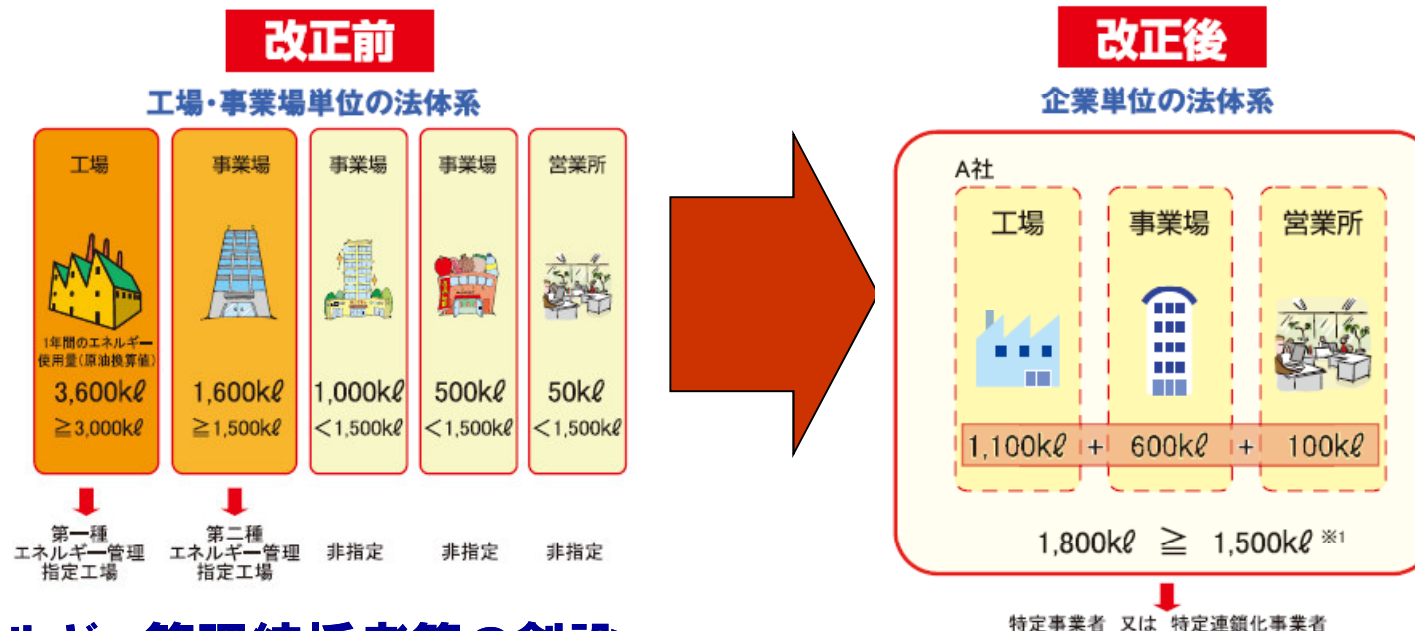 改正前
工場・事業場単位の法体系
工場
事業場
事業場
事業場
営業所
1年間のエネルギー
使用量(原油換算値)
3,600kℓ
1,600kℓ
1,000kℓ
500kℓ
50kℓ
≧3,000kℓ
≧1,500kℓ
<1,500kℓ
<1,500kℓ
<1,500kℓ
第一種
エネルギー管理
指定工場
第二種
エネルギー管理
指定工場
非指定
非指定
非指定
改正後
企業単位の法体系
A社
工場
事業場
営業所
1,100kℓ + 600kℓ + 100kℓ
1,800kℓ ≧ 1,500kℓ ※1
特定事業者 又は 特定連鎖化事業者